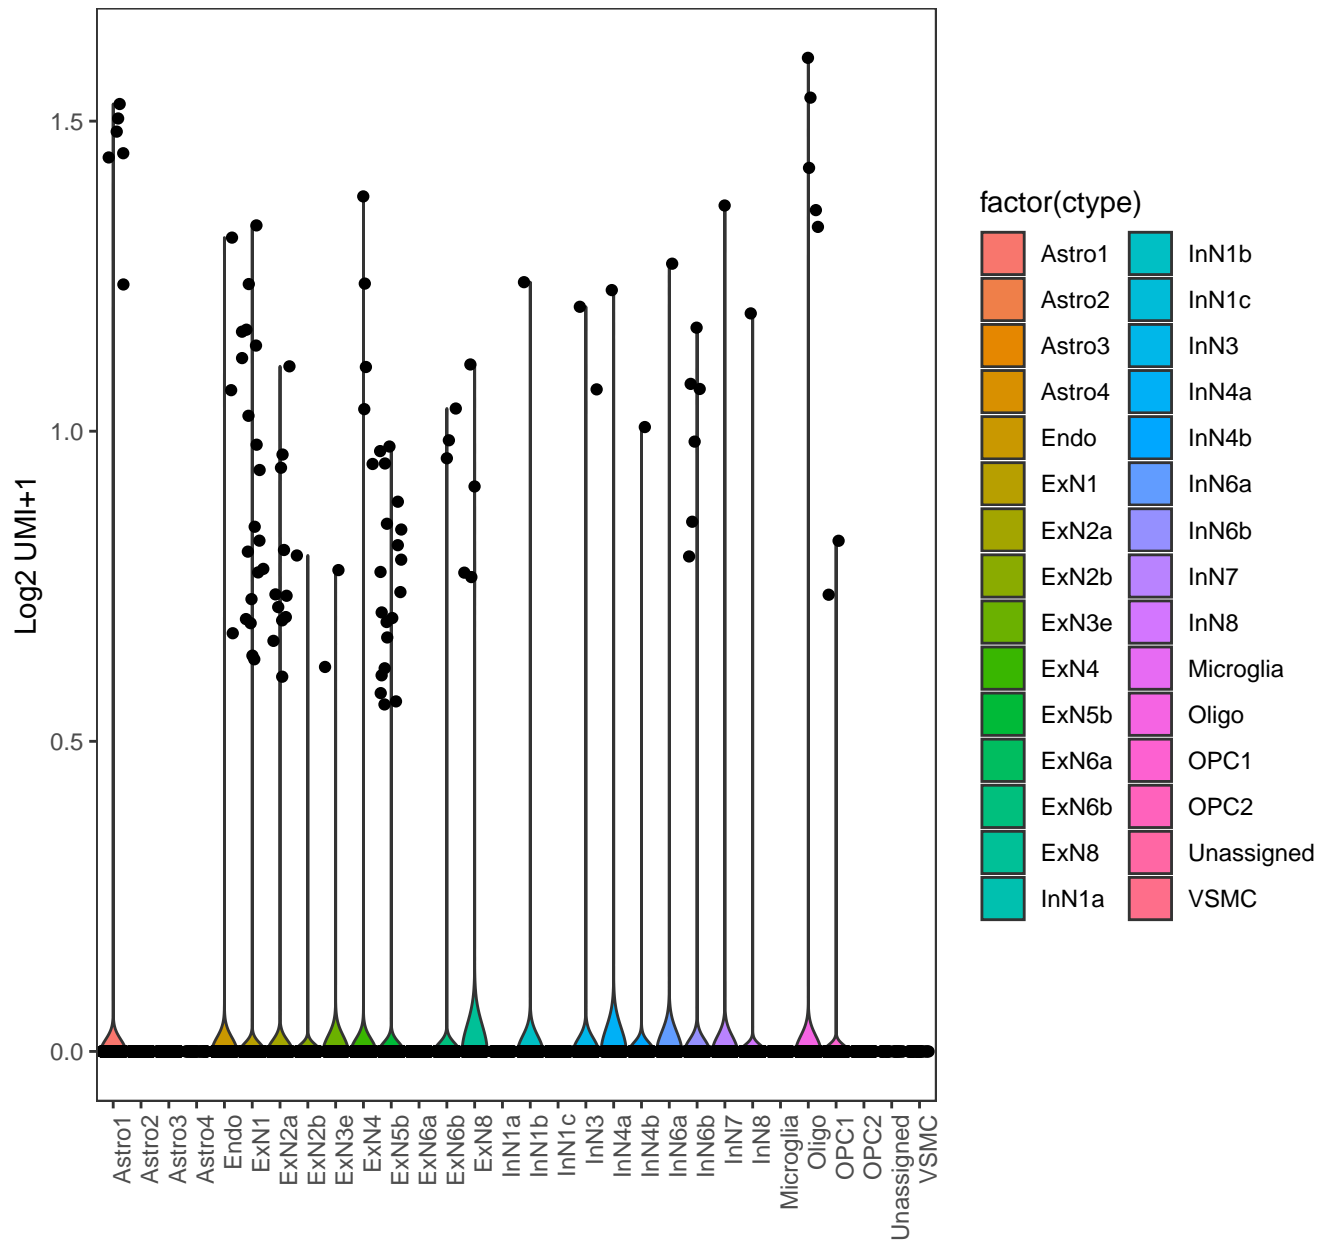 Log2 UMI+1
1.5
1.0
0.5
0.0
Astro1
Astro2
Astro3
Astro4
Endo
ExN1
ExN2a
ExN2b
ExN3e
ExN4
ExN5b
ExN6a
ExN6b
ExN8
InN1a
InN1b
InN1c
InN3
InN4a
InN4b
InN6a
InN6b
InN7
InN8
Microglia
Oligo
OPC1
OPC2
Unassigned
VSMC
factor(ctype)
Astro1
Astro2
Astro3
Astro4
Endo
ExN1
ExN2a
ExN2b
ExN3e
ExN4
ExN5b
ExN6a
ExN6b
ExN8
InN1a
InN1b
InN1c
InN3
InN4a
InN4b
InN6a
InN6b
InN7
InN8
Microglia
Oligo
OPC1
OPC2
Unassigned
VSMC